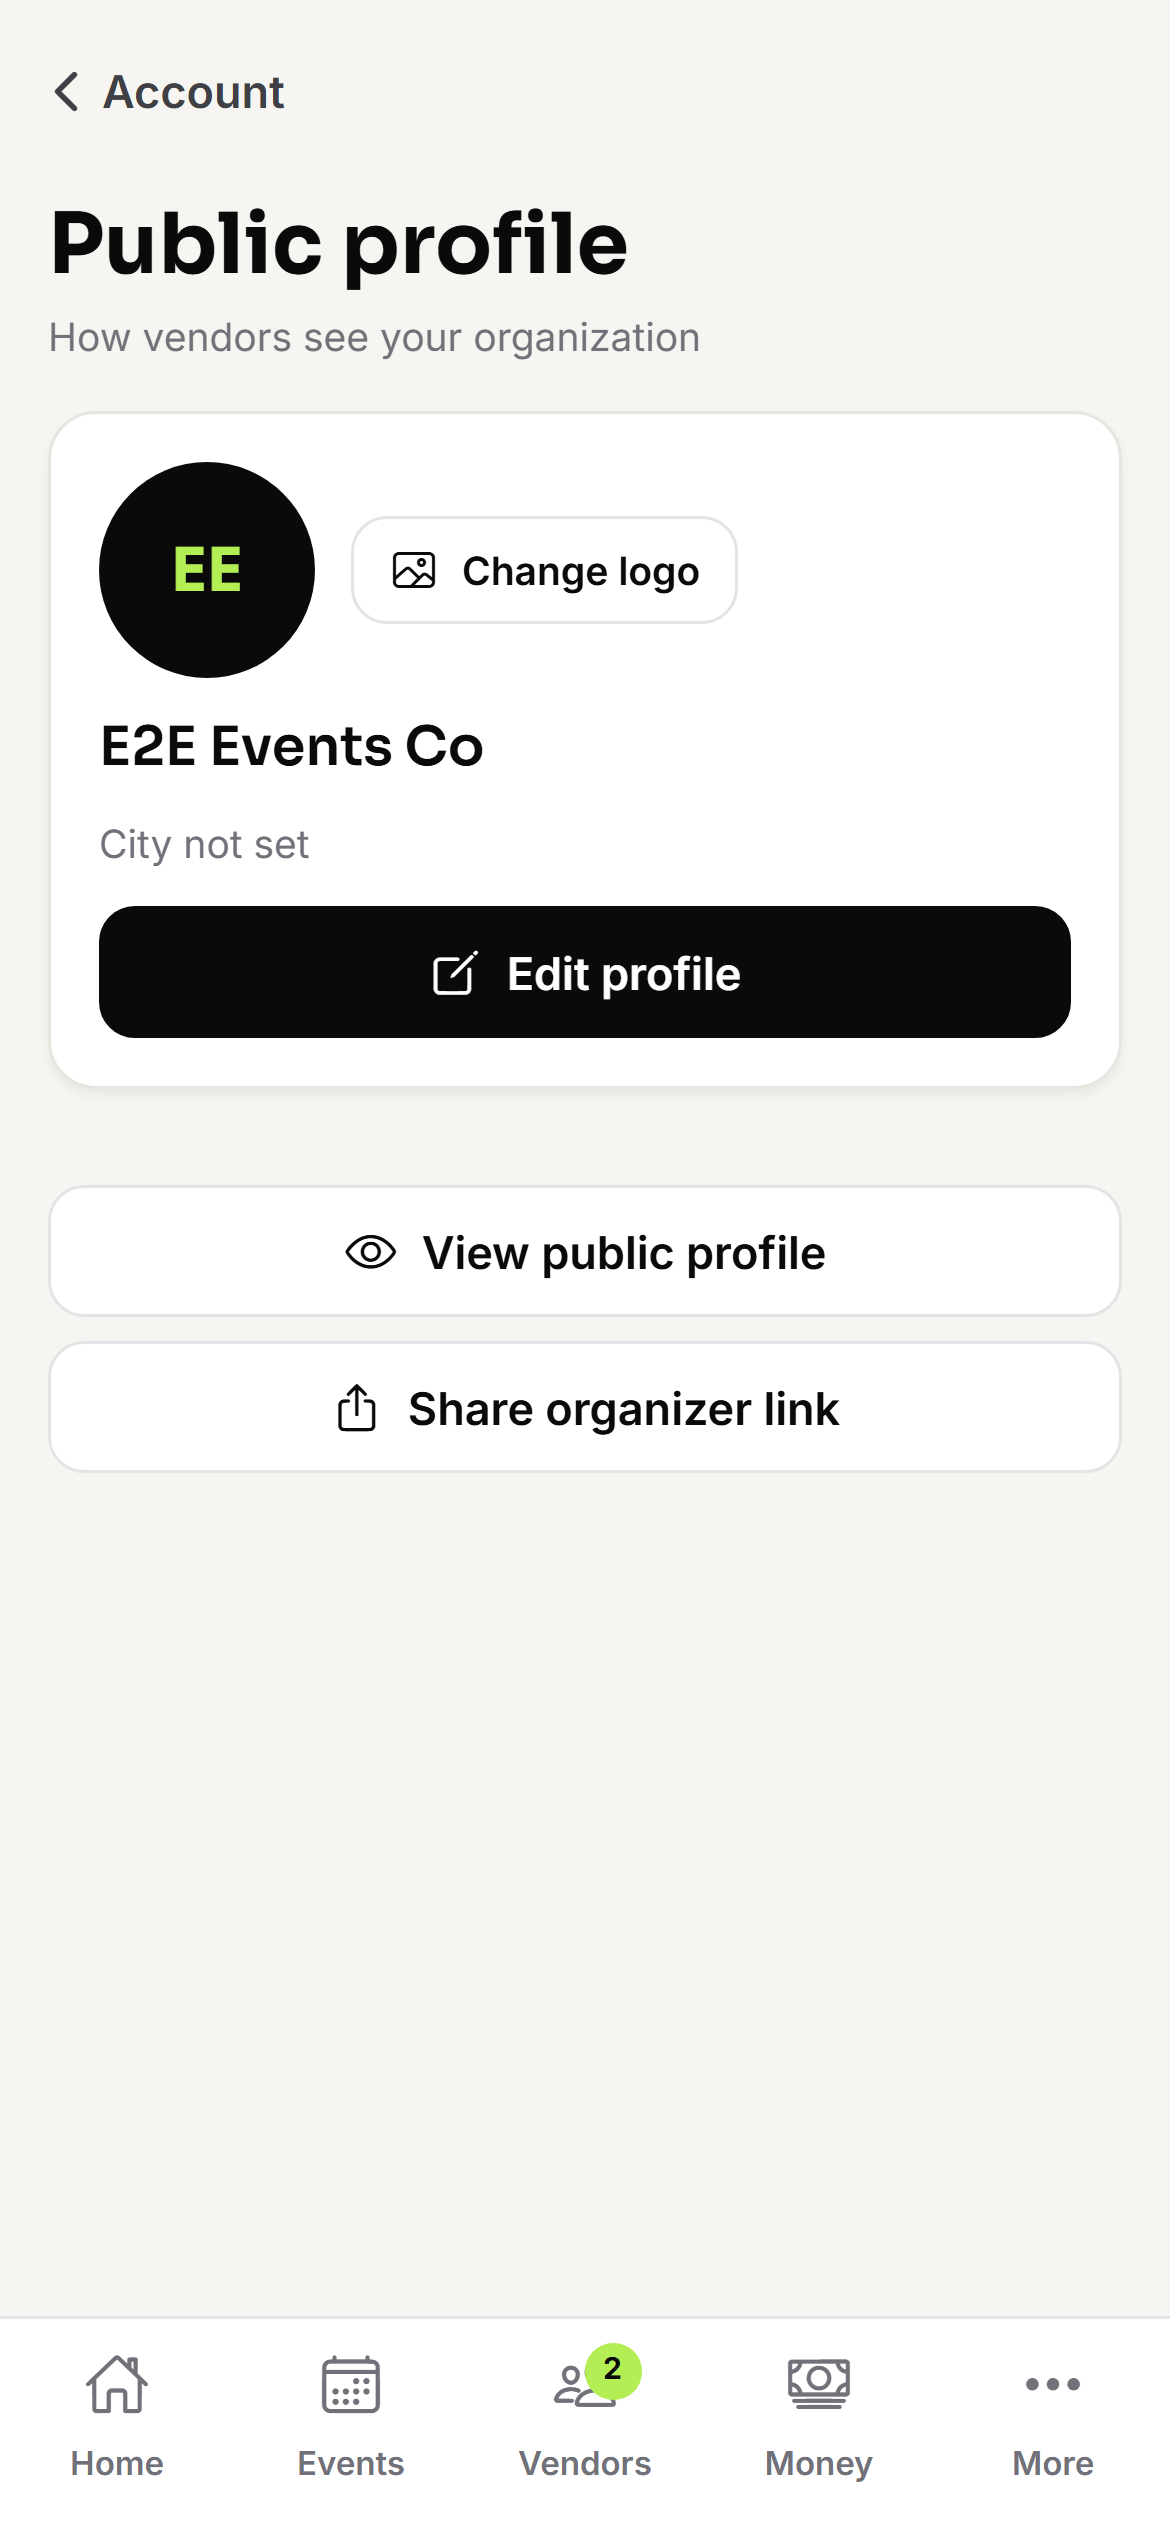 Account
Public profile
How vendors see your organization
EE
Change logo
E2E Events Co
City not set
Edit profile
View public profile
Share organizer link
2
Home
Events
Vendors
Money
More